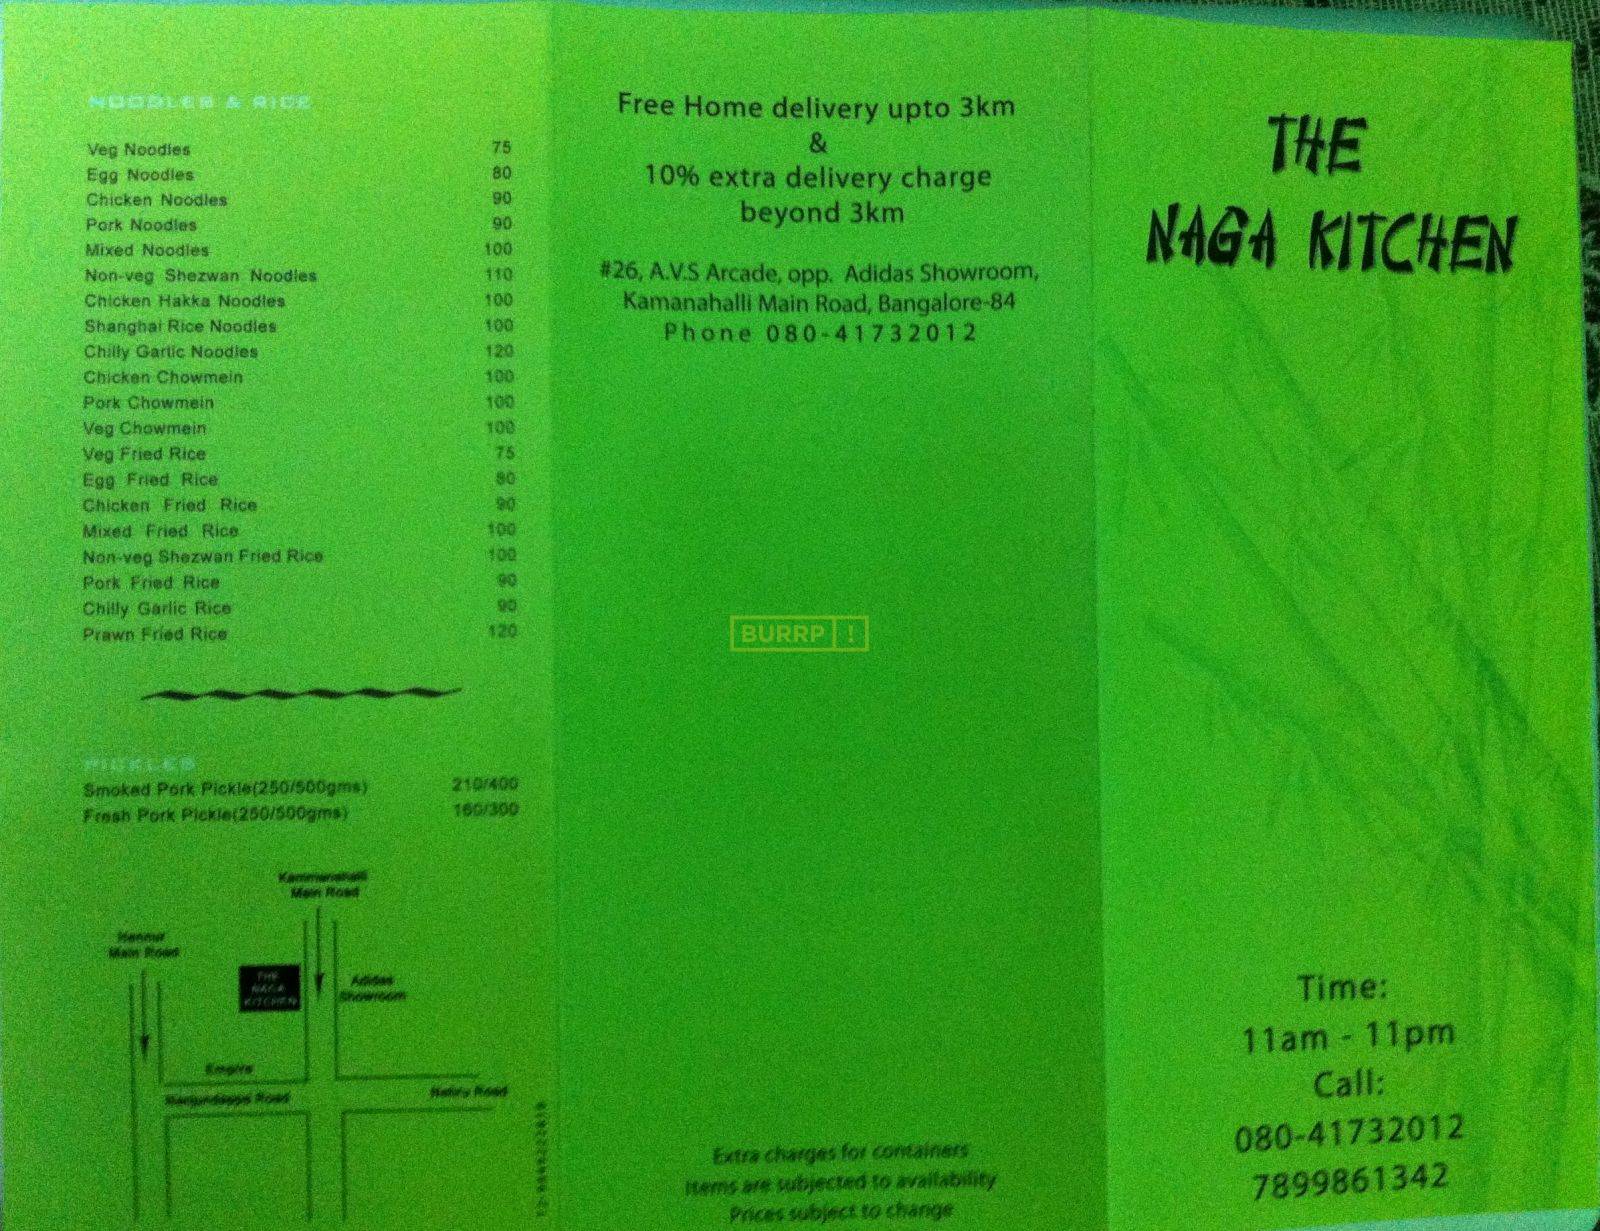 NOODLES & RICE
Veg Noodles 75
Egg Noodles 80
Chicken Noodles 90
Pork Noodles 90
Mixed Noodles 100
Non-veg Shezwan Noodles 110
Chicken Hakka Noodles 100
Shanghai Rice Noodles 100
Chilly Garlic Noodles 120
Chicken Chowmein 100
Pork Chowmein 100
Veg Chowmein 100
Veg Fried Rice 75
Egg Fried Rice 80
Chicken Fried Rice 90
Mixed Fried Rice 100
Non-veg Shezwan Fried Rice 100
Pork Fried Rice 90
Chilly Garlic Rice 90
Prawn Fried Rice 120
PICKLES
Smoked Pork Pickle(250/500gms) 210/400
Fresh Pork Pickle(250/500gms) 160/300
Kammanahalli
Main Road
Hennur
Main Road
THE
NAGA
KITCHEN
Adidas
Showroom
Empire
Road
Nehru Road
Free Home delivery upto 3km
&
10% extra delivery charge
beyond 3km
#26, A.V.S Arcade, opp. Adidas Showroom,
Kamanahalli Main Road, Bangalore-84
Phone 080-41732012
BURRP!
Extra charges for containers
Items are subjected to availability
Prices subject to change
THE
NAGA KITCHEN
Time:
11am - 11pm
Call:
080-41732012
7899861342